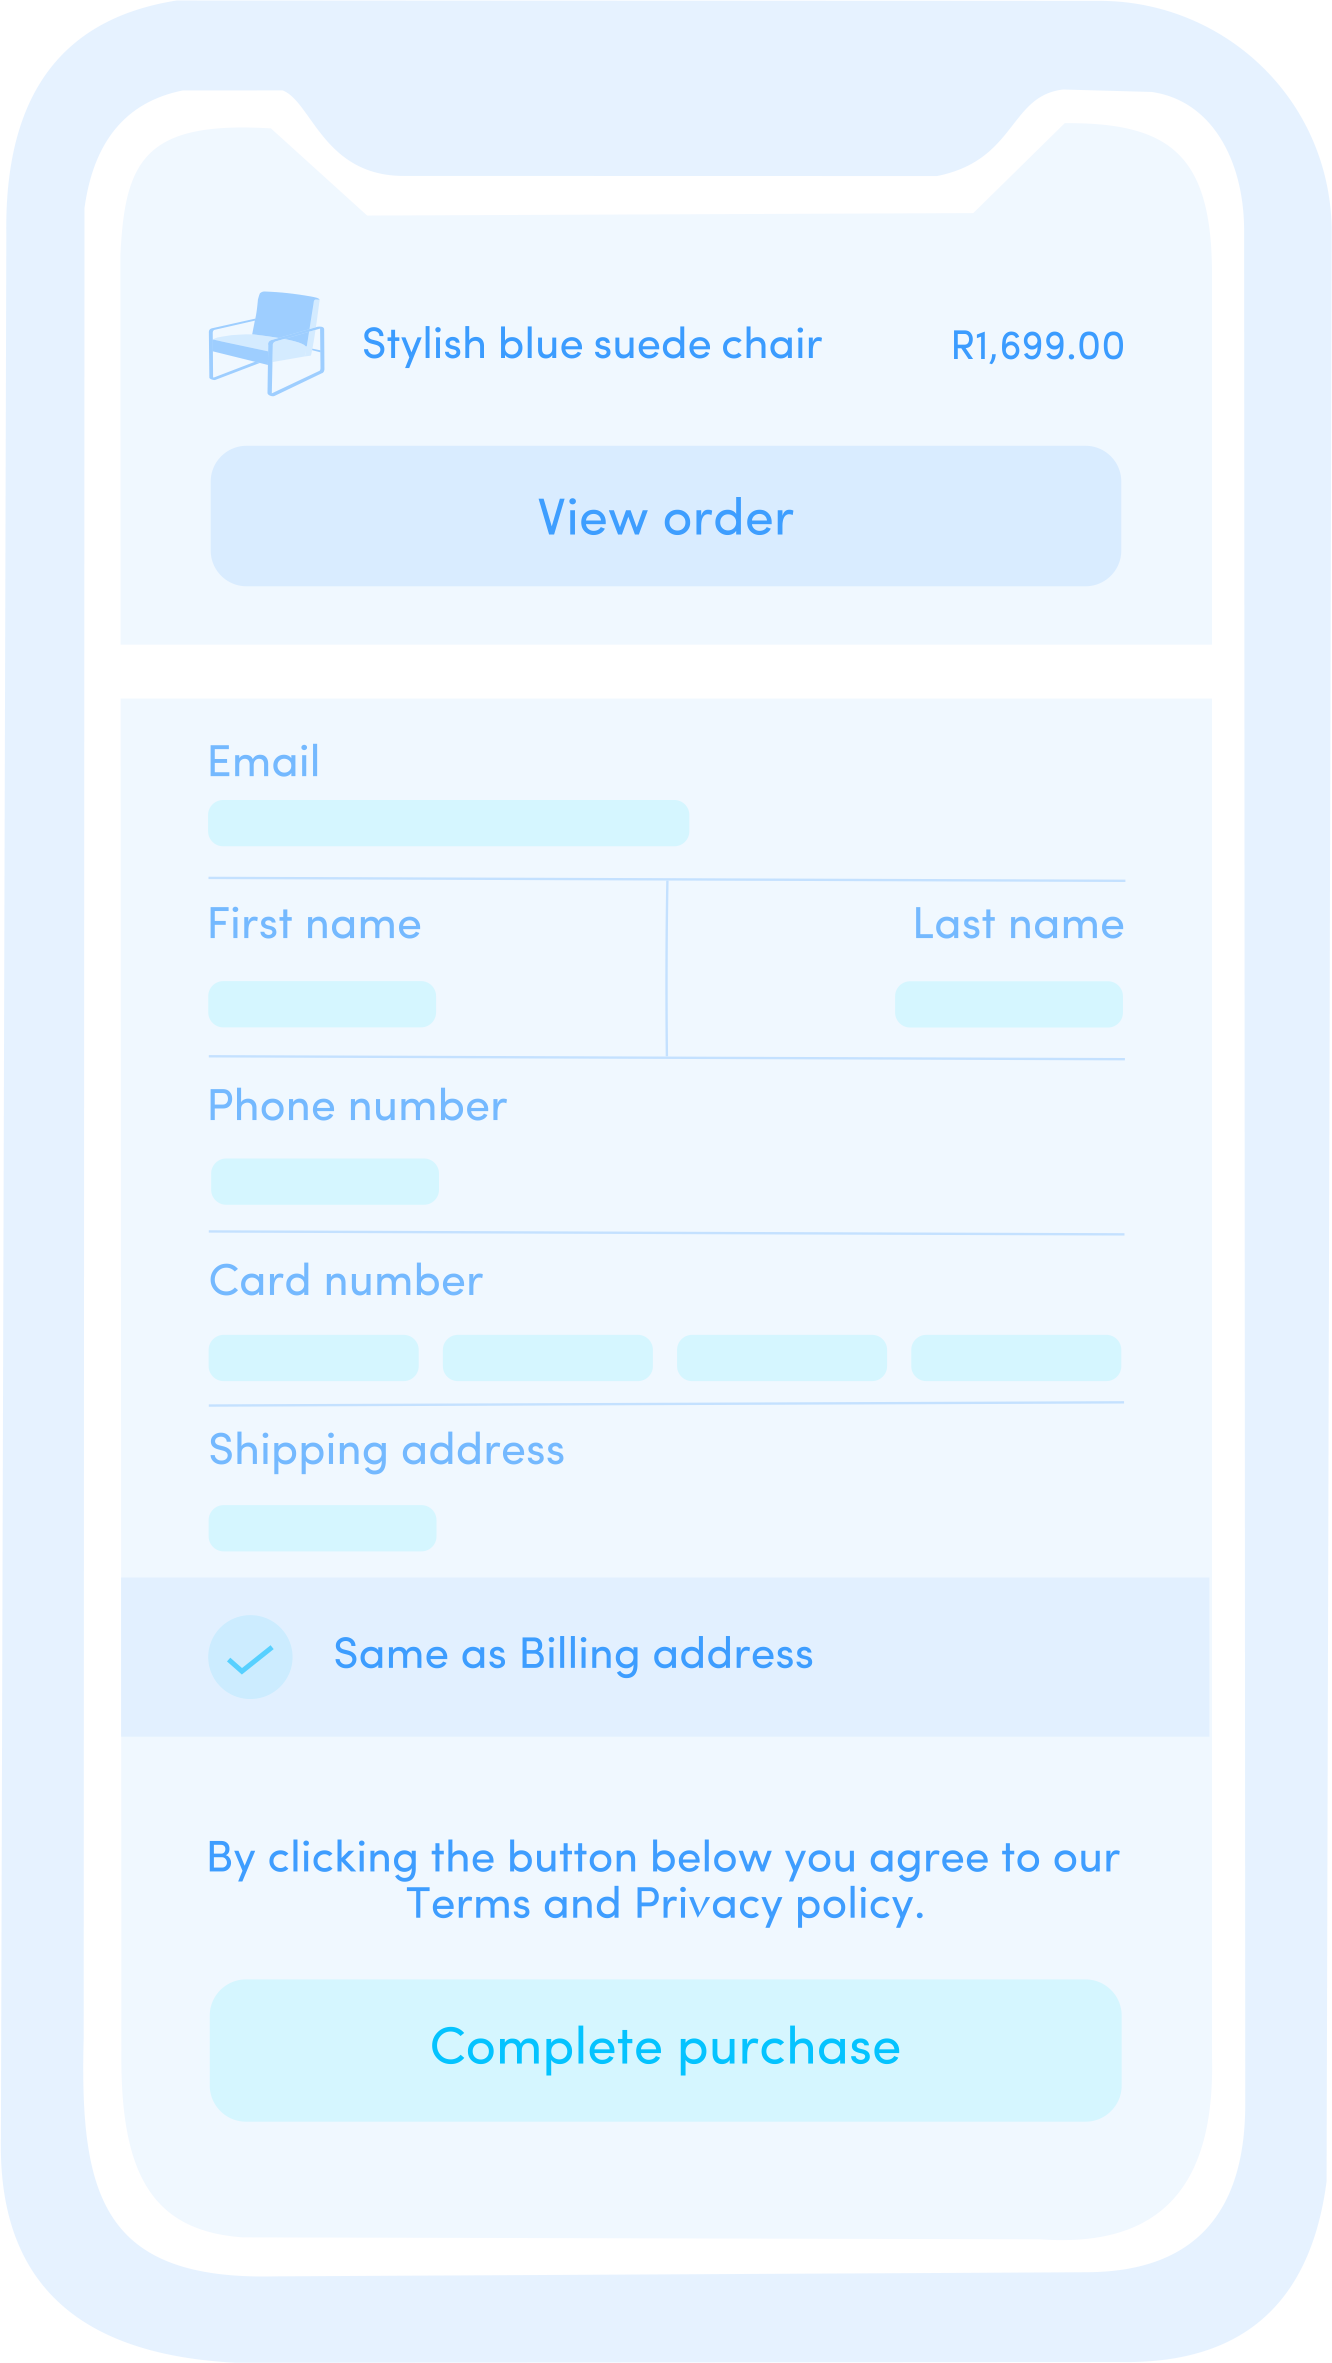 Stylish blue suede chair R1,699.00
View order
Email
First name Last name
Phone number
Card number
Shipping address
Same as Billing address
By clicking the button below you agree to our
Terms and Privacy policy.
Complete purchase